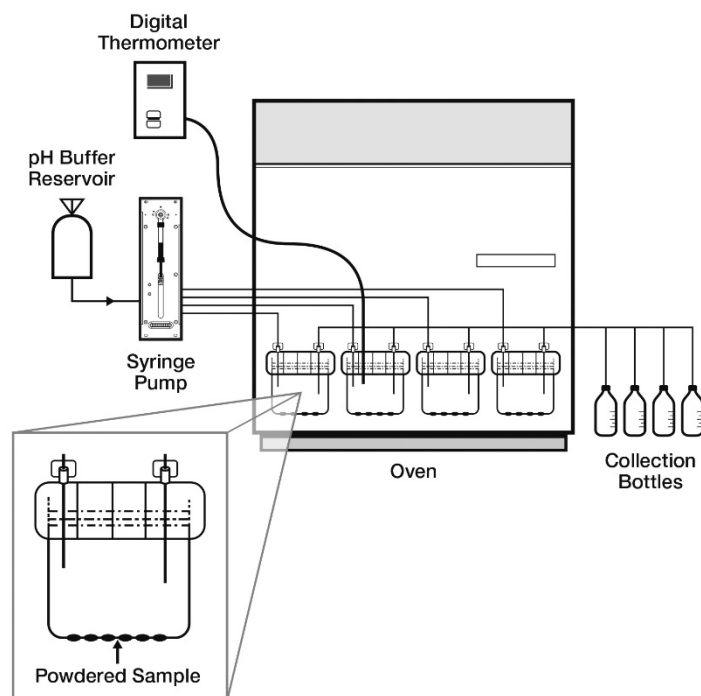 Digital
Thermometer
pH Buffer
Reservoir
Syringe
Pump
Oven
Collection
Bottles
Powdered Sample